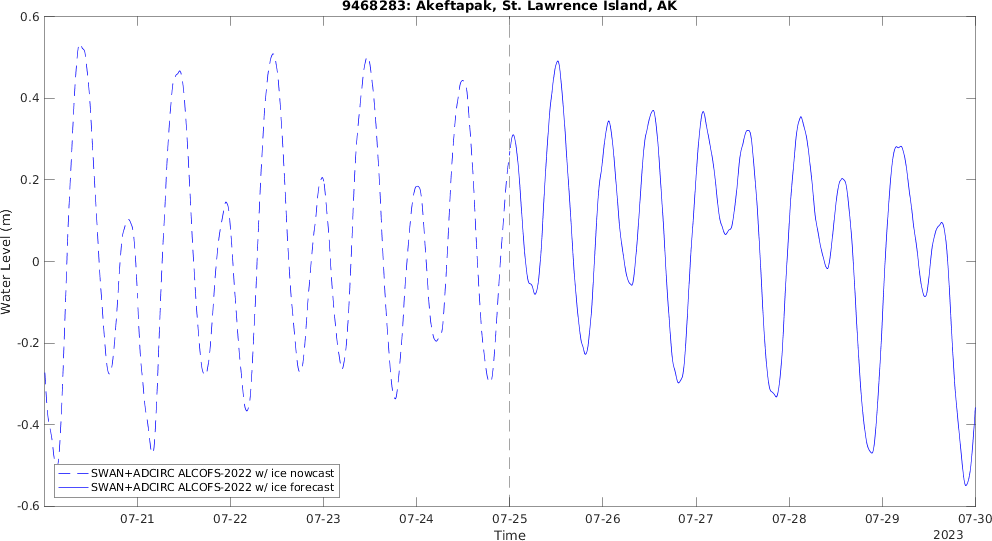 9468283: Akeftapak, St. Lawrence Island, AK
0.6
0.4
0.2
0
-0.2
-0.4
-0.6
Water Level (m)
SWAN+ADCIRC ALCOFS-2022 w/ ice nowcast
SWAN+ADCIRC ALCOFS-2022 w/ ice forecast
07-21 07-22 07-23 07-24 07-25 07-26 07-27 07-28 07-29 07-30
Time
2023